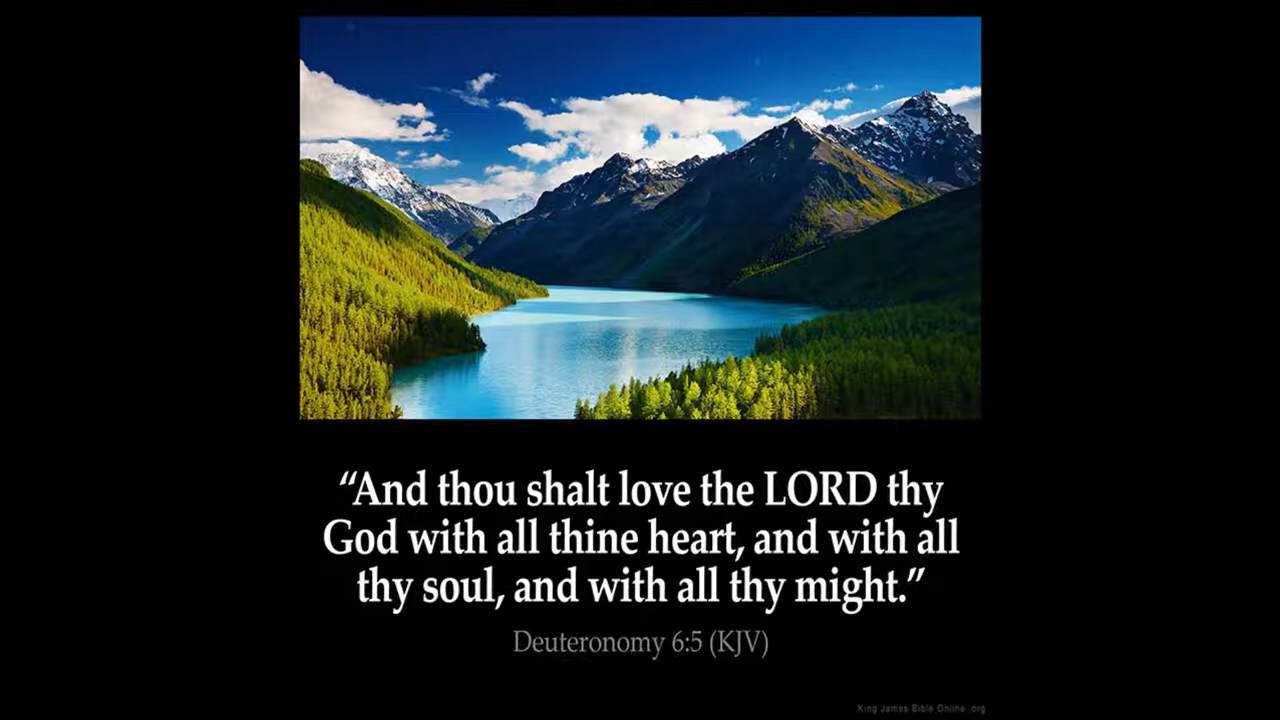 “And thou shalt love the LORD thy
God with all thine heart, and with all
thy soul, and with all thy might.”
Deuteronomy 6:5 (KJV)
King James Bible Online .org